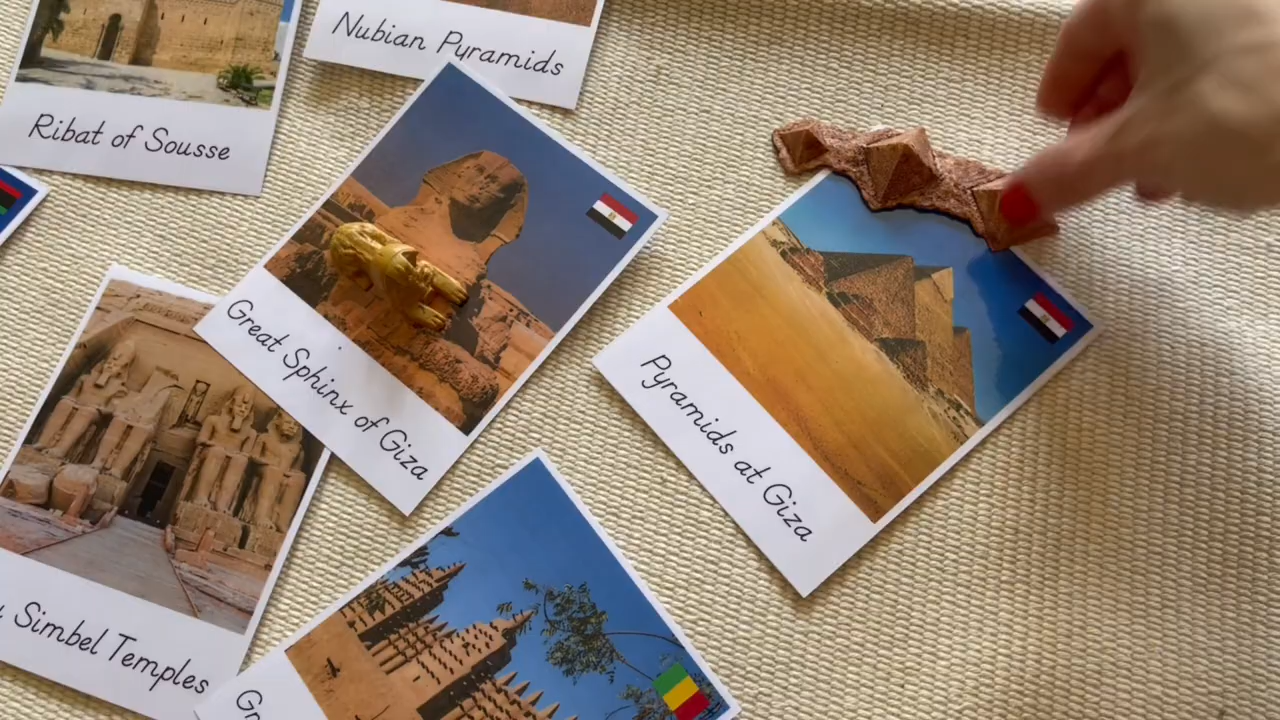 Nubian Pyramids
Ribat of Sousse
Great Sphinx of Giza
Pyramids at Giza
Simbel Temples